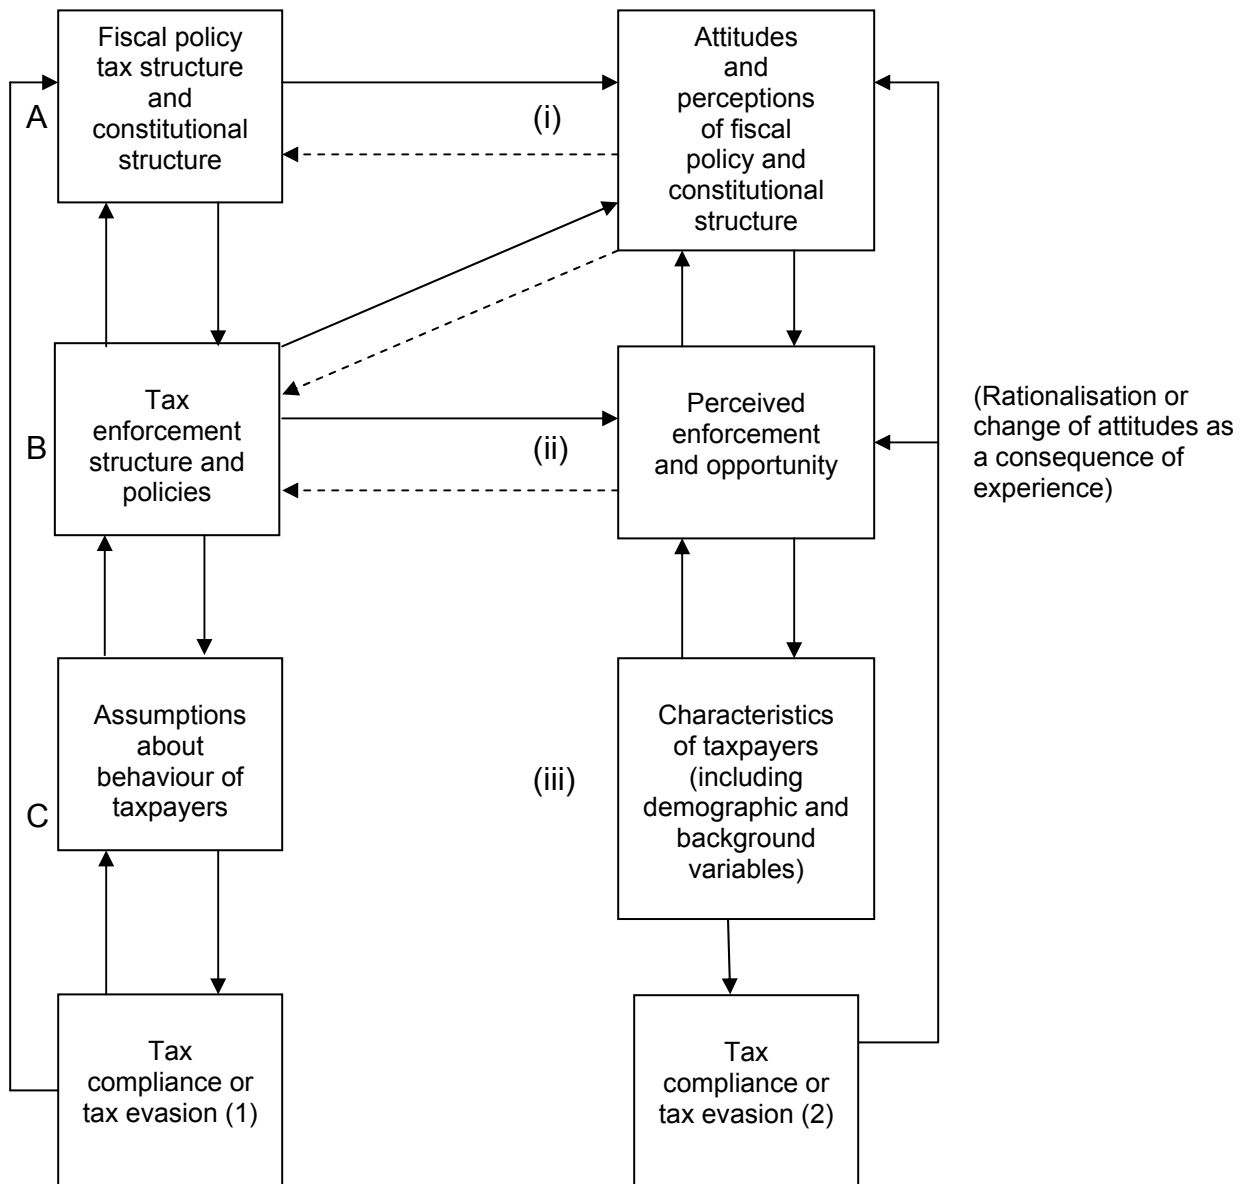 Fiscal policy
tax structure
and
constitutional
structure
A
(i)
Attitudes
and
perceptions
of fiscal
policy and
constitutional
structure
Tax
enforcement
structure and
policies
B
(ii)
Perceived
enforcement
and opportunity
(Rationalisation or
change of attitudes as
a consequence of
experience)
Assumptions
about
behaviour of
taxpayers
C
(iii)
Characteristics
of taxpayers
(including
demographic and
background
variables)
Tax
compliance or
tax evasion (1)
Tax
compliance or
tax evasion (2)